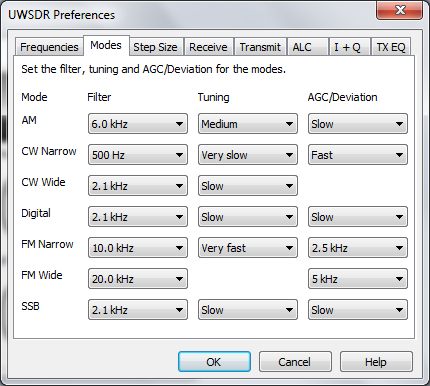 UWSDR Preferences
Frequencies Modes Step Size Receive Transmit ALC I + Q TX EQ
Set the filter, tuning and AGC/Deviation for the modes.
Mode Filter Tuning AGC/Deviation
AM 6.0 kHz Medium Slow
CW Narrow 500 Hz Very slow Fast
CW Wide 2.1 kHz Slow
Digital 2.1 kHz Slow Slow
FM Narrow 10.0 kHz Very fast 2.5 kHz
FM Wide 20.0 kHz 5 kHz
SSB 2.1 kHz Slow Slow
OK Cancel Help